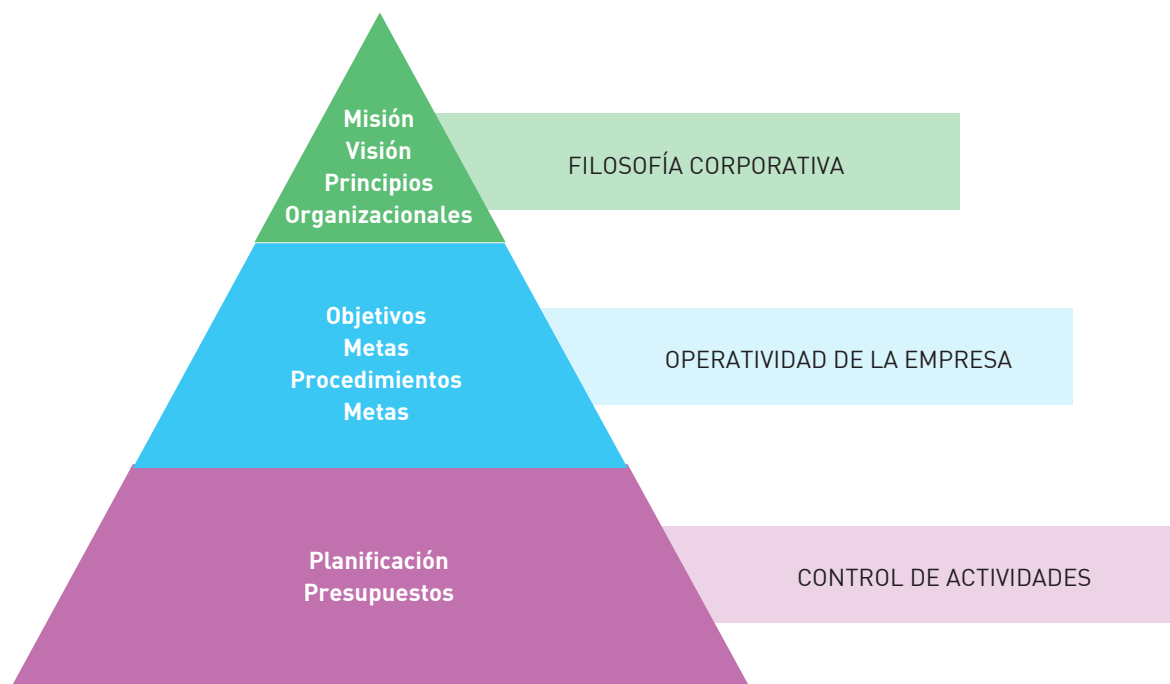 Misión
Visión
Principios
Organizacionales
FILOSOFÍA CORPORATIVA
Objetivos
Metas
Procedimientos
Metas
OPERATIVIDAD DE LA EMPRESA
Planificación
Presupuestos
CONTROL DE ACTIVIDADES